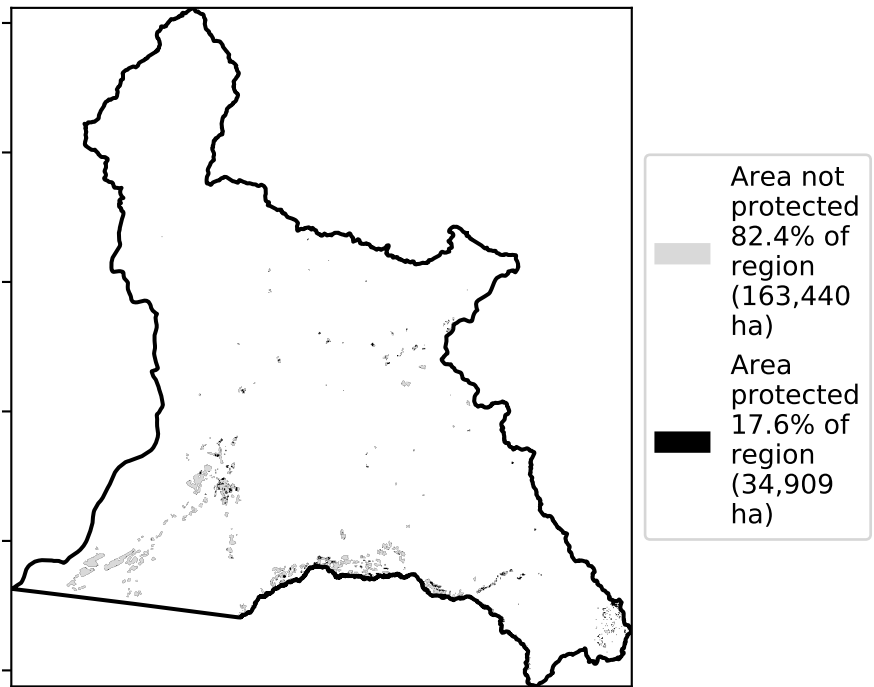 Area not
protected
82.4% of
region
(163,440
ha)
Area
protected
17.6% of
region
(34,909
ha)